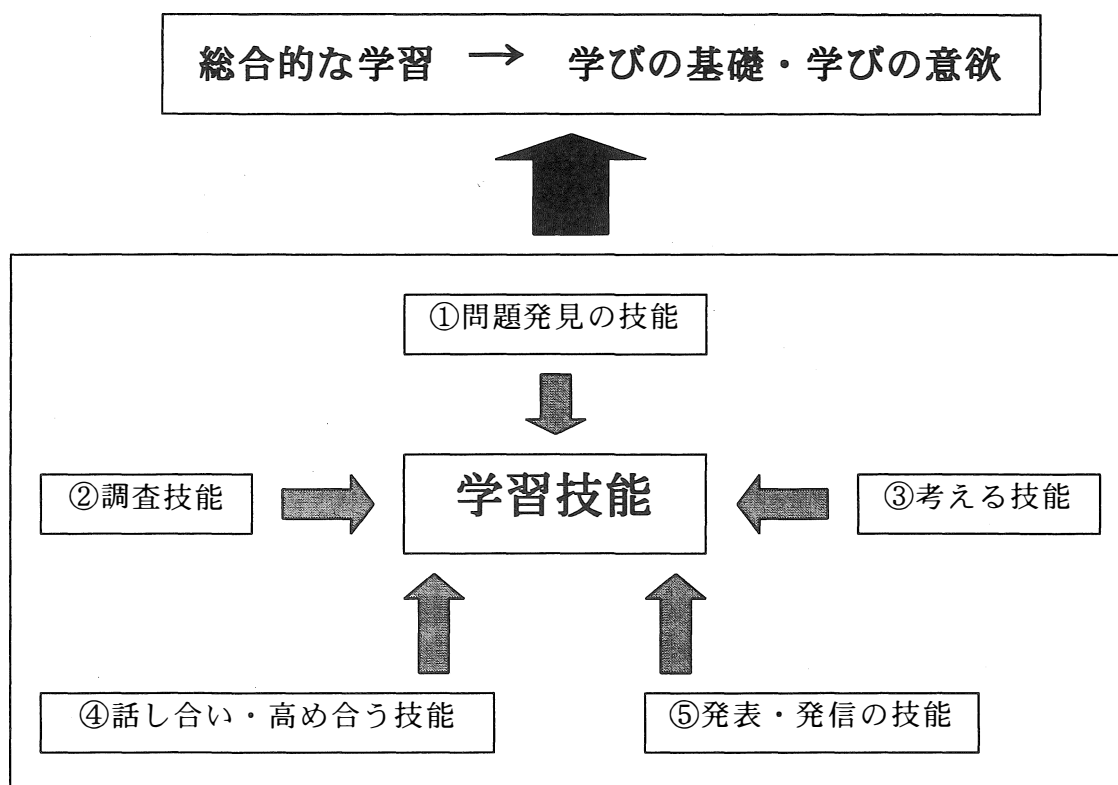 総合的な学習 → 学びの基礎・学びの意欲
①問題発見の技能
②調査技能
学習技能
③考える技能
④話し合い・高め合う技能
⑤発表・発信の技能